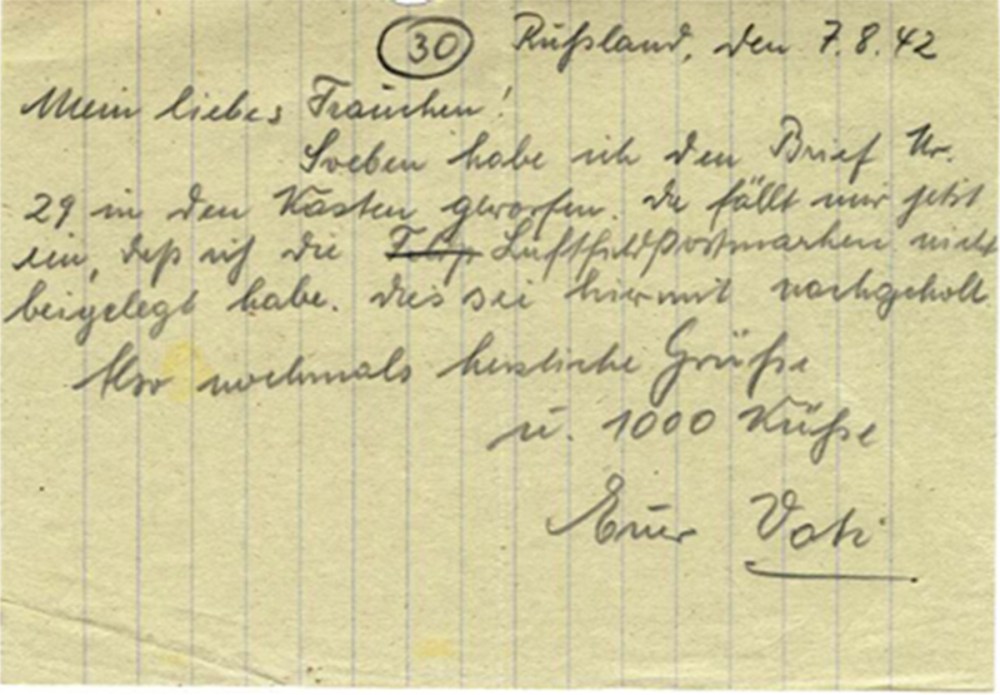 30 Rußland, den 7.8.42
Mein liebes Frauchen!
Soeben habe ich den Brief Nr.
29 in den Kasten geworfen. Da fällt mir jetzt
ein, daß ich die Luftfeldpostmarken nicht
beigelegt habe. Dies sei hiermit nachgeholt.
Also nochmals herzliche Grüße
u. 1000 Küße
Euer Vati